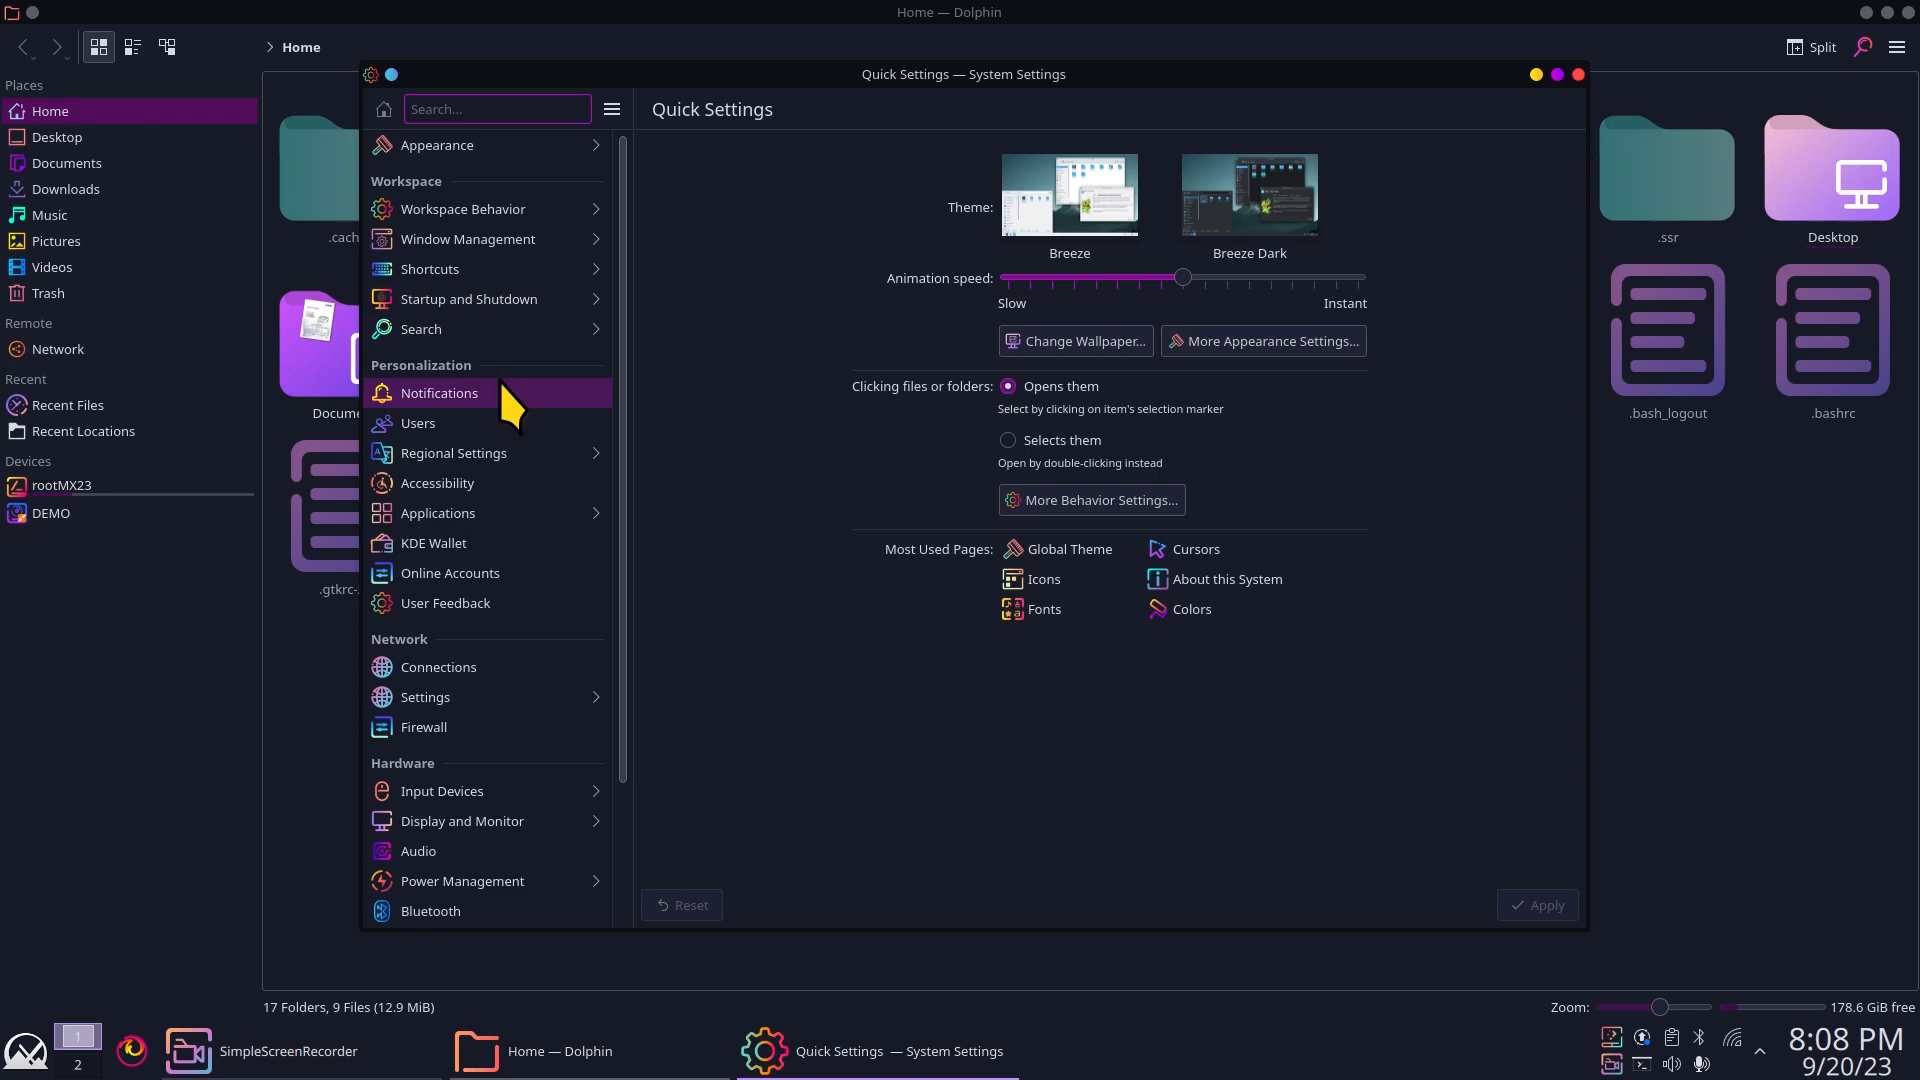 Home — Dolphin
Home
Split
Places
Home
Desktop
Documents
Downloads
Music
Pictures
Videos
Trash
Remote
Network
Recent
Recent Files
Recent Locations
Devices
rootMX23
DEMO
.cach
Docume
.gtkrc-
Quick Settings — System Settings
Search...
Quick Settings
Appearance
Workspace
Workspace Behavior
Window Management
Shortcuts
Startup and Shutdown
Search
Personalization
Notifications
Users
Regional Settings
Accessibility
Applications
KDE Wallet
Online Accounts
User Feedback
Network
Connections
Settings
Firewall
Hardware
Input Devices
Display and Monitor
Audio
Power Management
Bluetooth
Theme:
Breeze
Breeze Dark
Animation speed:
Slow
Instant
Change Wallpaper...
More Appearance Settings...
Clicking files or folders:
Opens them
Select by clicking on item's selection marker
Selects them
Open by double-clicking instead
More Behavior Settings...
Most Used Pages:
Global Theme
Cursors
Icons
About this System
Fonts
Colors
Reset
Apply
.ssr
Desktop
.bash_logout
.bashrc
17 Folders, 9 Files (12.9 MiB)
Zoom:
178.6 GiB free
1
2
SimpleScreenRecorder
Home — Dolphin
Quick Settings — System Settings
8:08 PM
9/20/23